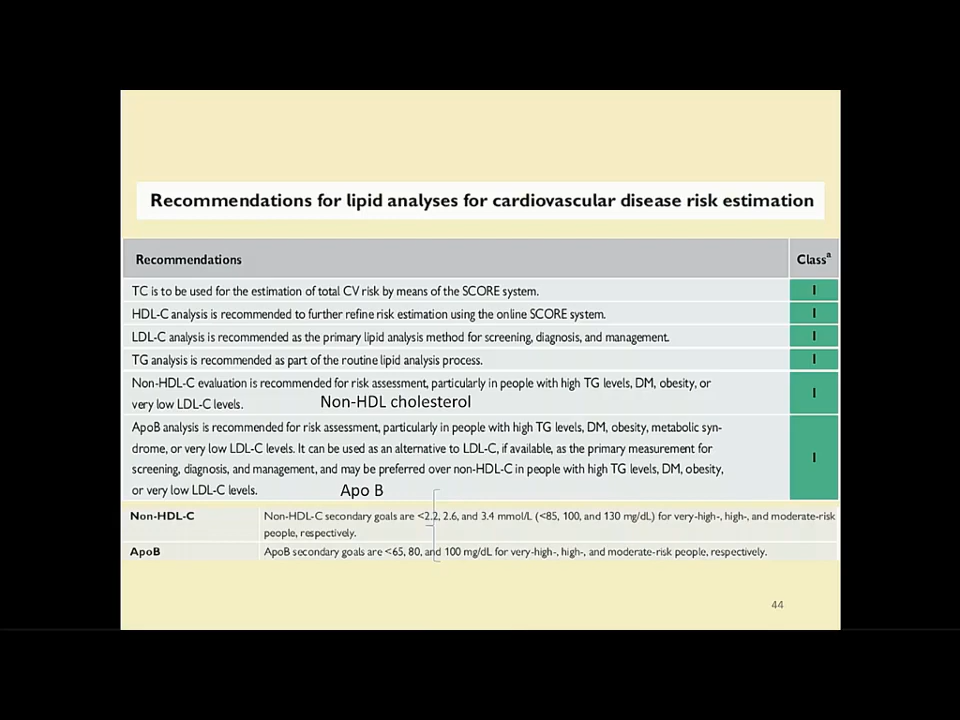 Recommendations for lipid analyses for cardiovascular disease risk estimation
Recommendations Classa
TC is to be used for the estimation of total CV risk by means of the SCORE system. I
HDL-C analysis is recommended to further refine risk estimation using the online SCORE system. I
LDL-C analysis is recommended as the primary lipid analysis method for screening, diagnosis, and management. I
TG analysis is recommended as part of the routine lipid analysis process. I
Non-HDL-C evaluation is recommended for risk assessment, particularly in people with high TG levels, DM, obesity, or
very low LDL-C levels. Non-HDL cholesterol I
ApoB analysis is recommended for risk assessment, particularly in people with high TG levels, DM, obesity, metabolic syn-
drome, or very low LDL-C levels. It can be used as an alternative to LDL-C, if available, as the primary measurement for
screening, diagnosis, and management, and may be preferred over non-HDL-C in people with high TG levels, DM, obesity,
or very low LDL-C levels. Apo B I
Non-HDL-C Non-HDL-C secondary goals are <2.2, 2.6, and 3.4 mmol/L (<85, 100, and 130 mg/dL) for very-high-, high-, and moderate-risk
people, respectively.
ApoB ApoB secondary goals are <65, 80, and 100 mg/dL for very-high-, high-, and moderate-risk people, respectively.
44